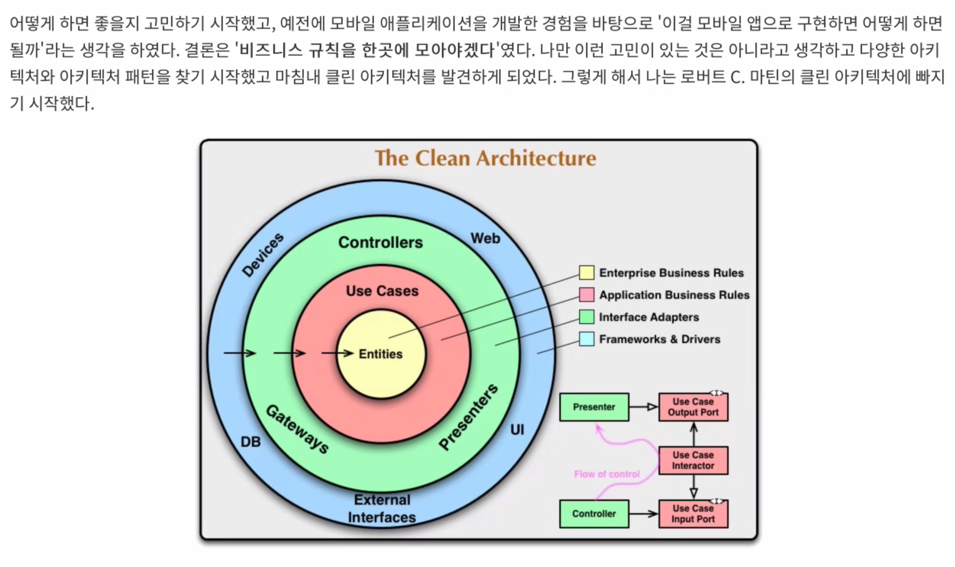 어떻게 하면 좋을지 고민하기 시작했고, 예전에 모바일 애플리케이션을 개발한 경험을 바탕으로 '이걸 모바일 앱으로 구현하면 어떻게 하면
될까'라는 생각을 하였다. 결론은 '비즈니스 규칙을 한곳에 모아야겠다'였다. 나만 이런 고민이 있는 것은 아니라고 생각하고 다양한 아키
텍처와 아키텍처 패턴을 찾기 시작했고 마침내 클린 아키텍처를 발견하게 되었다. 그렇게 해서 나는 로버트 C. 마틴의 클린 아키텍처에 빠지
기 시작했다.
The Clean Architecture
Devices
Controllers
Web
Use Cases
Entities
Enterprise Business Rules
Application Business Rules
Interface Adapters
Frameworks & Drivers
DB
Gateways
Presenters
UI
External
Interfaces
Presenter
Use Case
Output Port
Flow of control
Use Case
Interactor
Controller
Use Case
Input Port